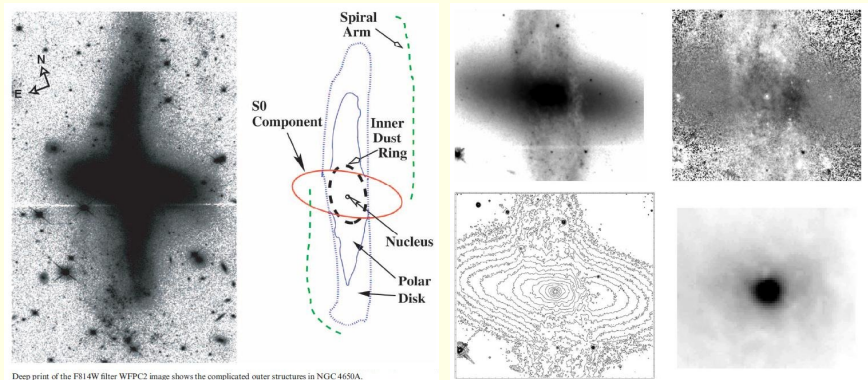 N
E
Spiral
Arm
S0
Component
Inner
Dust
Ring
Nucleus
Polar
Disk
Deep print of the F814W filter WFPC2 image shows the complicated outer structures in NGC 4650A.